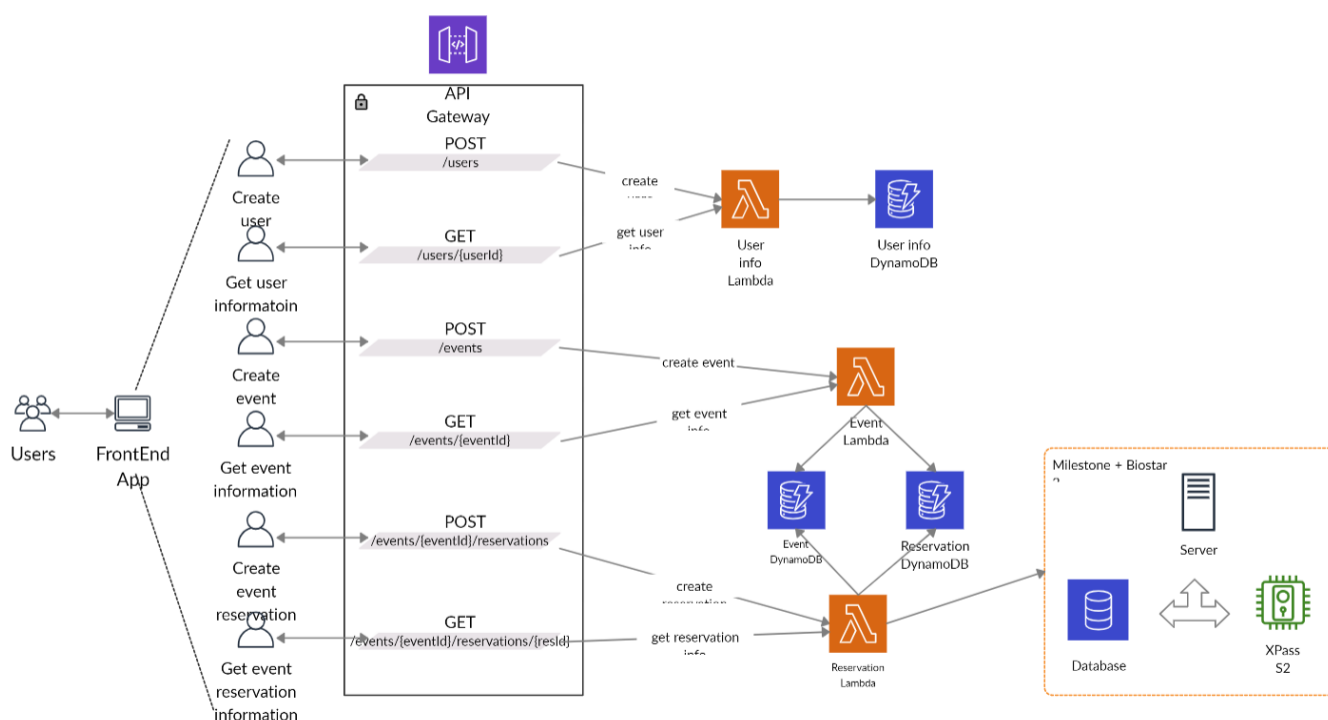 API
Gateway
POST
/users
Create
user
create
User
info
Lambda
User info
DynamoDB
GET
/users/{userId}
get user
Get user
informatoin
POST
/events
create event
Create
event
Event
Lambda
GET
/events/{eventId}
get event
Get event
information
Users
FrontEnd
App
Milestone + Biostar
Server
POST
/events/{eventId}/reservations
Event
DynamoDB
Reservation
DynamoDB
Create
event
reservation
create
GET
/events/{eventId}/reservations/{resId}
get reservation
Get event
reservation
information
Reservation
Lambda
Database
XPass
S2